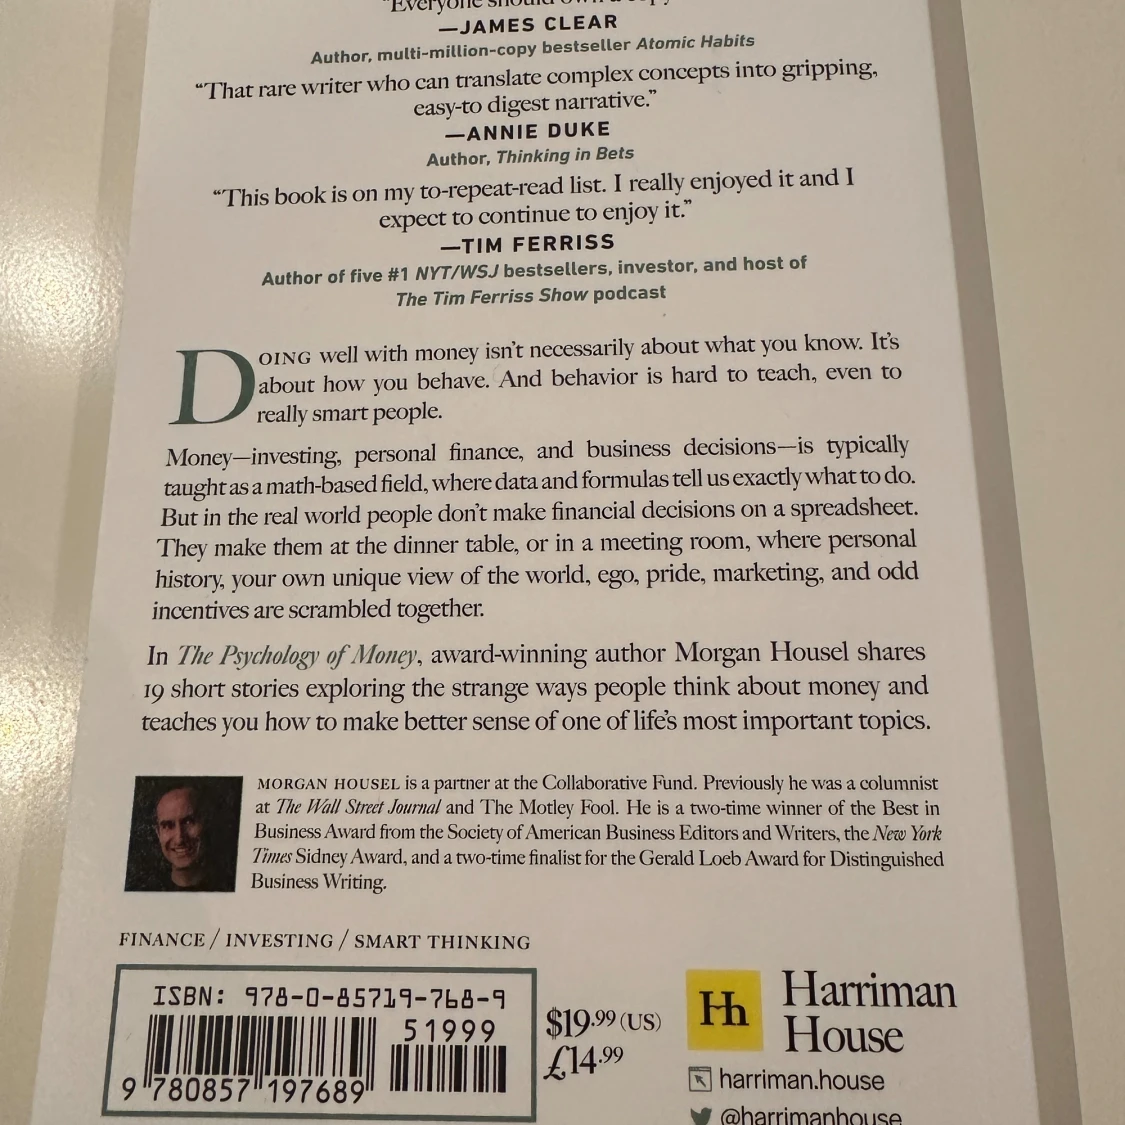 "Everyone should own a copy
—JAMES CLEAR
Author, multi-million-copy bestseller Atomic Habits
“That rare writer who can translate complex concepts into gripping,
easy-to digest narrative.”
—ANNIE DUKE
Author, Thinking in Bets
“This book is on my to-repeat-read list. I really enjoyed it and I
expect to continue to enjoy it.”
—TIM FERRISS
Author of five #1 NYT/WSJ bestsellers, investor, and host of
The Tim Ferriss Show podcast
DOING well with money isn’t necessarily about what you know. It’s
about how you behave. And behavior is hard to teach, even to
really smart people.
Money—investing, personal finance, and business decisions—is typically
taught as a math-based field, where data and formulas tell us exactly what to do.
But in the real world people don’t make financial decisions on a spreadsheet.
They make them at the dinner table, or in a meeting room, where personal
history, your own unique view of the world, ego, pride, marketing, and odd
incentives are scrambled together.
In The Psychology of Money, award-winning author Morgan Housel shares
19 short stories exploring the strange ways people think about money and
teaches you how to make better sense of one of life’s most important topics.
MORGAN HOUSEL is a partner at the Collaborative Fund. Previously he was a columnist
at The Wall Street Journal and The Motley Fool. He is a two-time winner of the Best in
Business Award from the Society of American Business Editors and Writers, the New York
Times Sidney Award, and a two-time finalist for the Gerald Loeb Award for Distinguished
Business Writing.
FINANCE / INVESTING / SMART THINKING
ISBN: 978-0-85719-768-9
51999
9 780857 197689
$19.99 (US)
£14.99
Hh
Harriman
House
harriman.house
@harrimanhouse